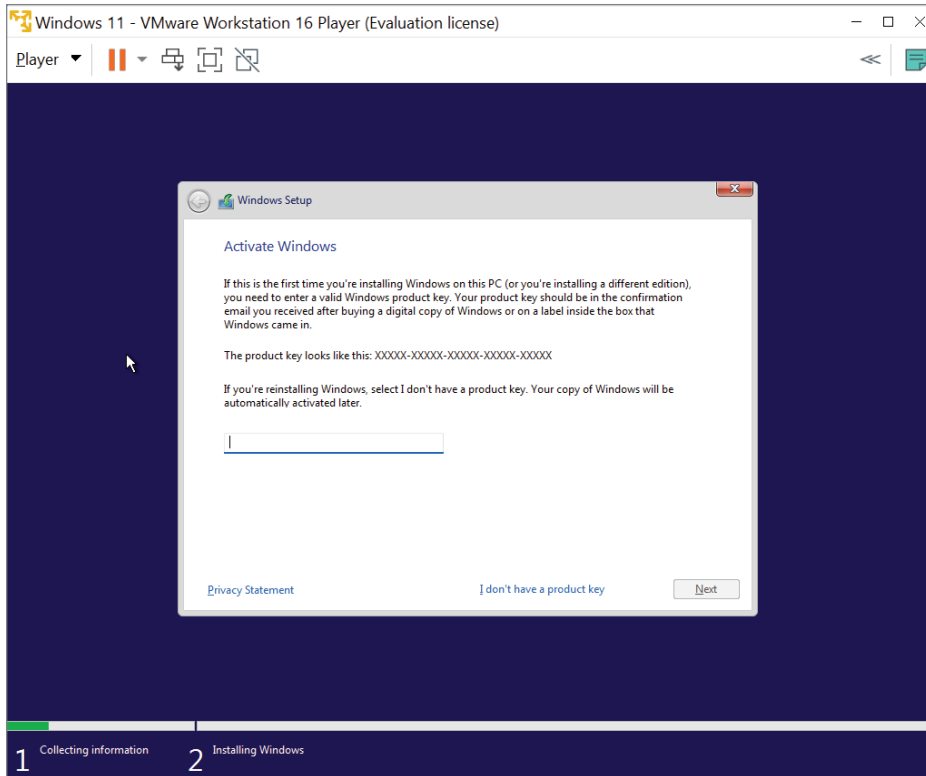 Windows 11 - VMware Workstation 16 Player (Evaluation license)
Player
Windows Setup
Activate Windows
If this is the first time you're installing Windows on this PC (or you're installing a different edition),
you need to enter a valid Windows product key. Your product key should be in the confirmation
email you received after buying a digital copy of Windows or on a label inside the box that
Windows came in.
The product key looks like this: XXXXX-XXXXX-XXXXX-XXXXX-XXXXX
If you're reinstalling Windows, select I don't have a product key. Your copy of Windows will be
automatically activated later.
Privacy Statement
I don't have a product key
Next
1 Collecting information
2 Installing Windows